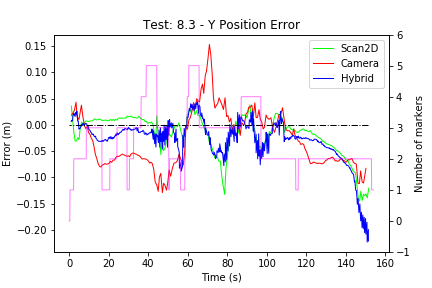 Test: 8.3 - Y Position Error
Scan2D
Camera
Hybrid
Error (m)
0.15
0.10
0.05
0.00
−0.05
−0.10
−0.15
−0.20
6
5
4
3
2
1
0
−1
Number of markers
0 20 40 60 80 100 120 140 160
Time (s)